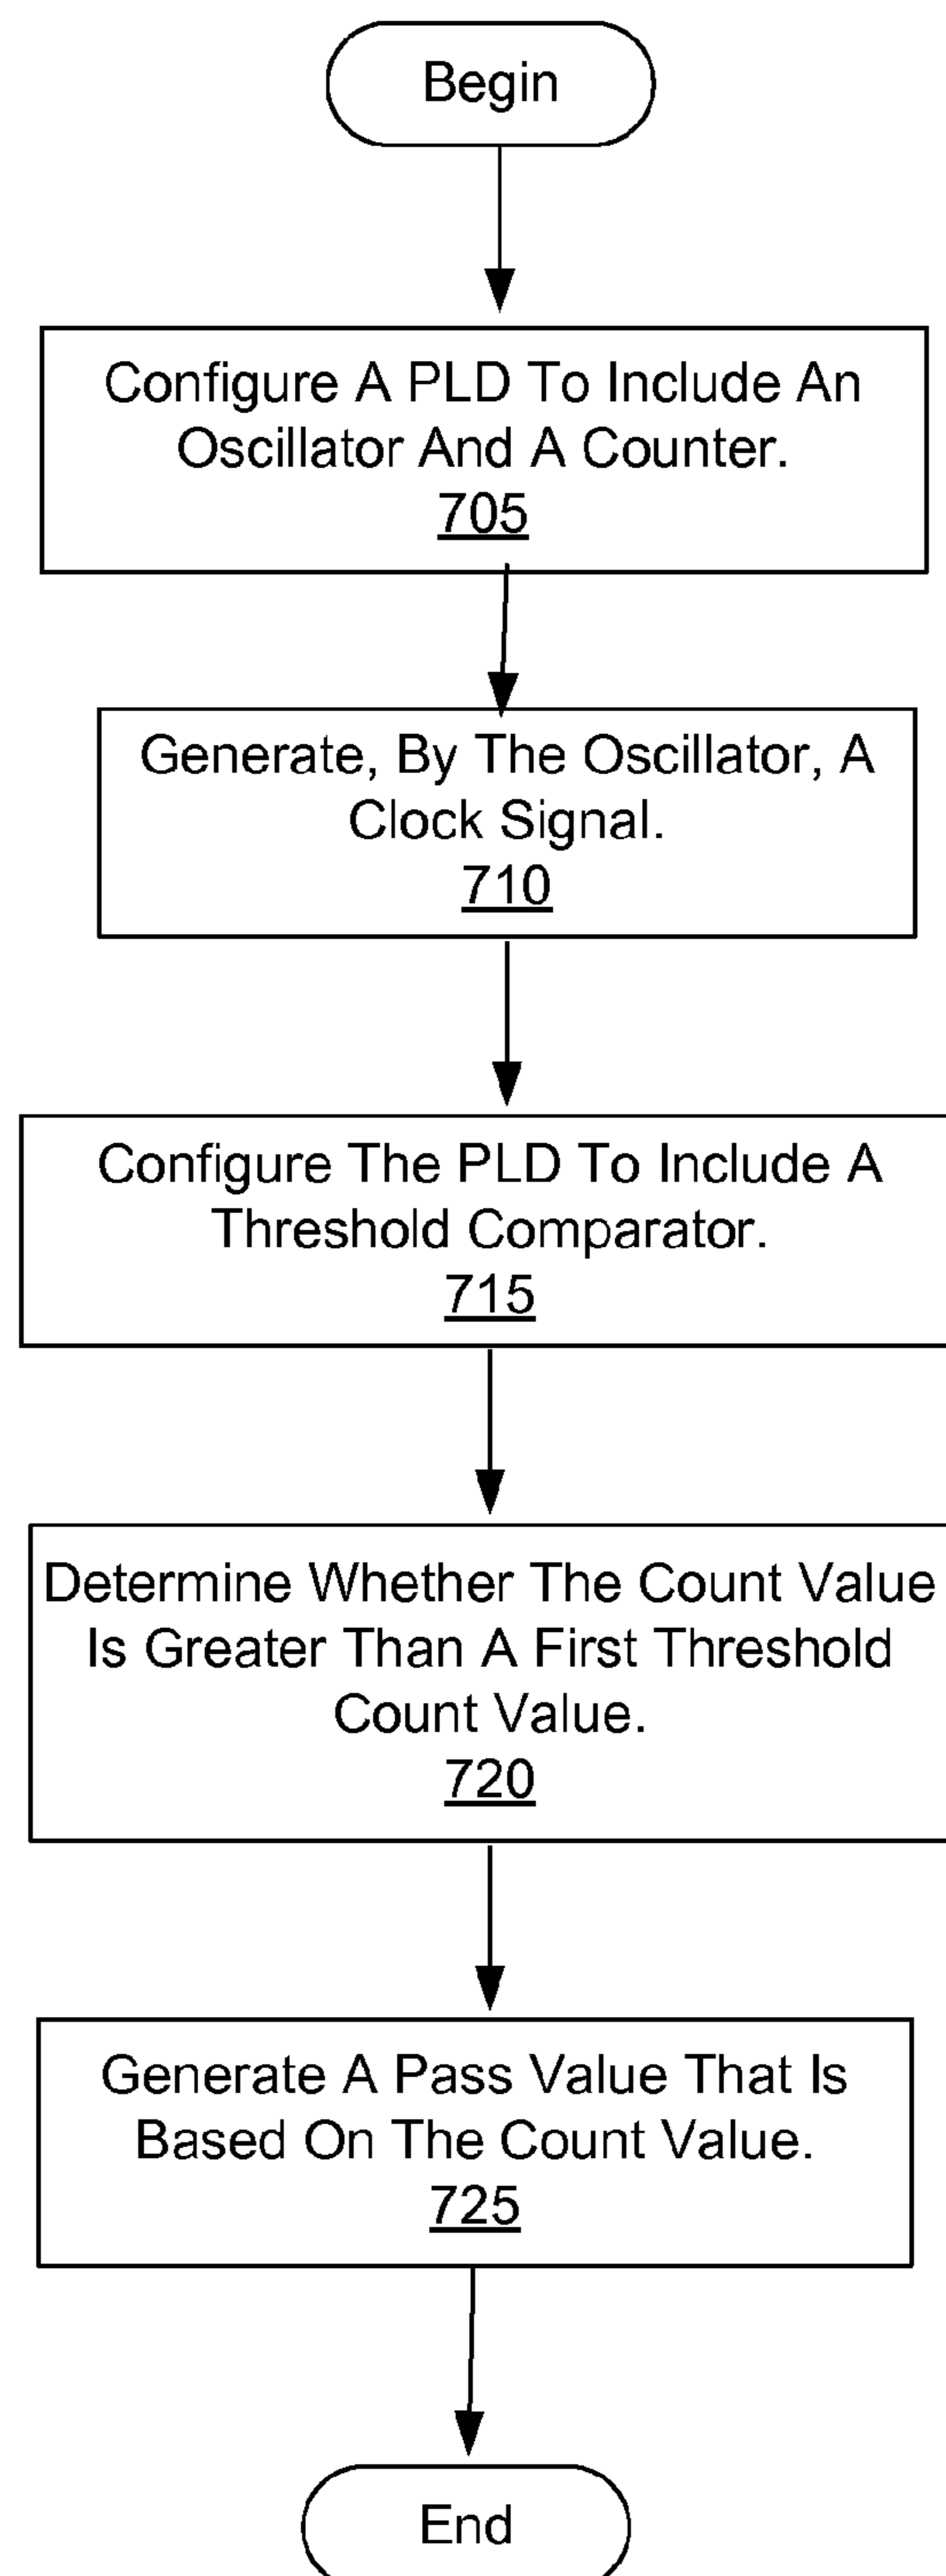 Begin
Configure A PLD To Include An
Oscillator And A Counter.
705
Generate, By The Oscillator, A
Clock Signal.
710
Configure The PLD To Include A
Threshold Comparator.
715
Determine Whether The Count Value
Is Greater Than A First Threshold
Count Value.
720
Generate A Pass Value That Is
Based On The Count Value.
725
End